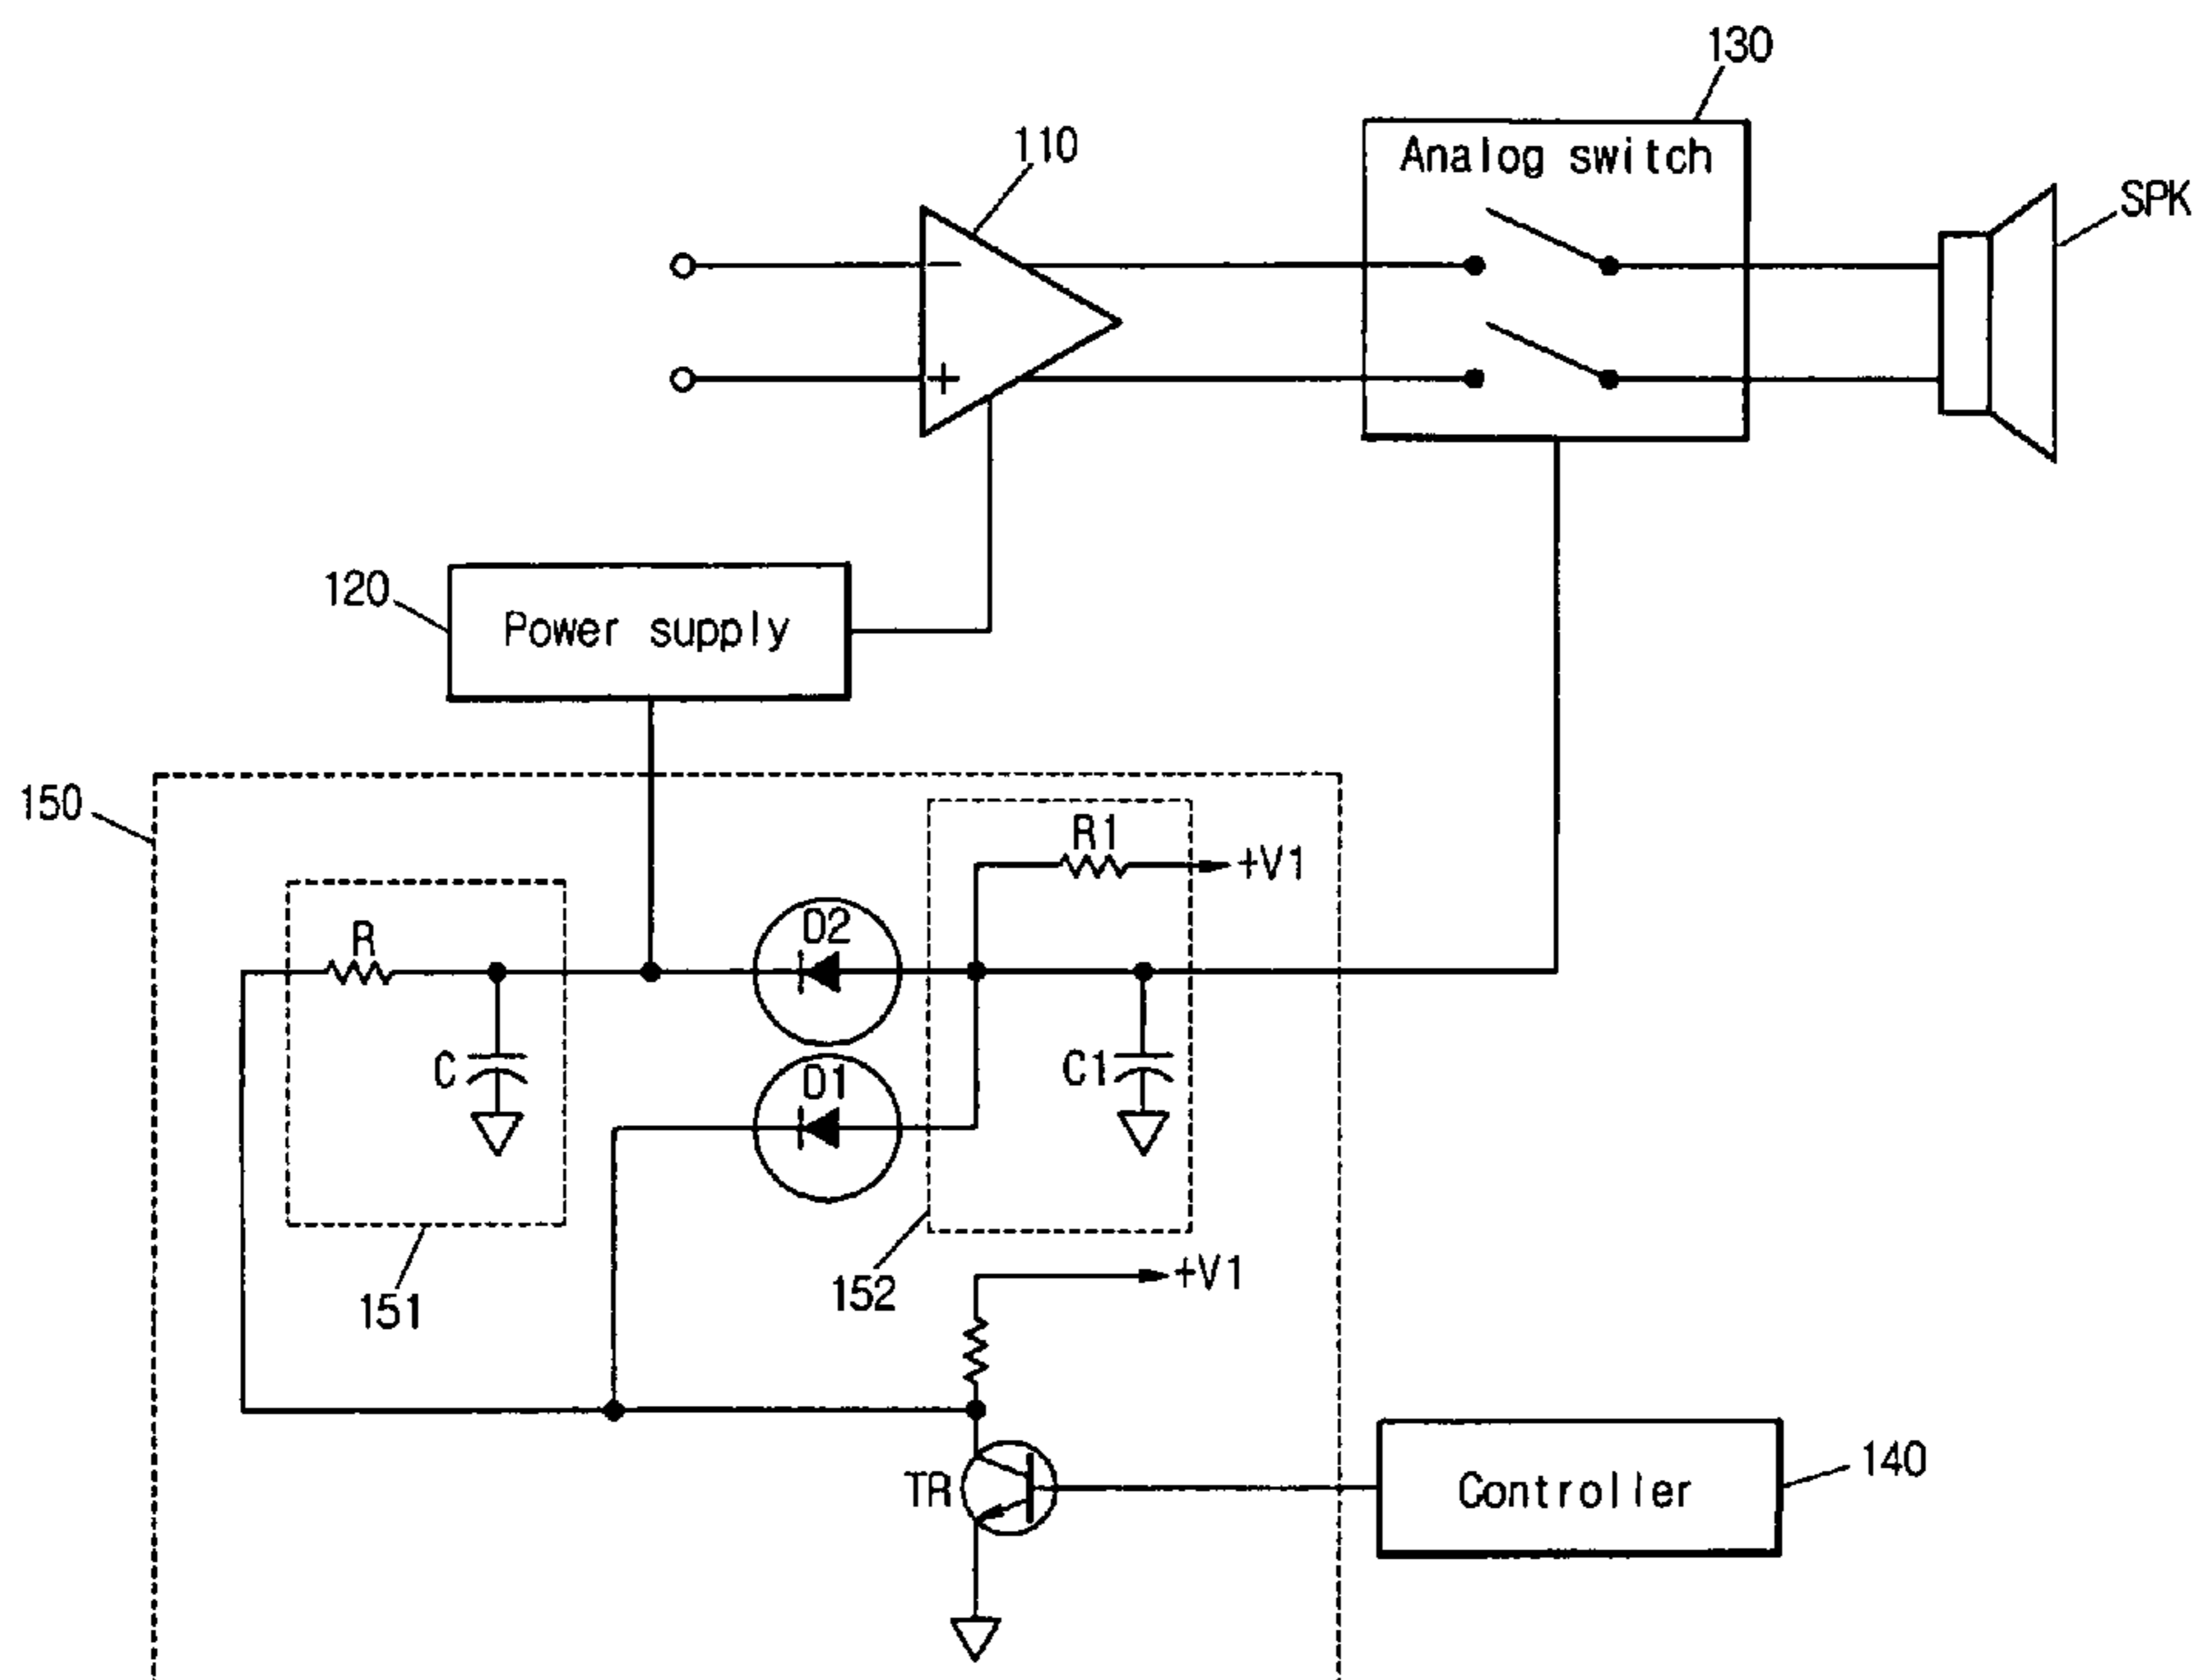 130
Analog switch
110
SPK
−
+
120
Power supply
150
R1
+V1
R
D2
C
D1
C1
151
152
+V1
TR
Controller
140